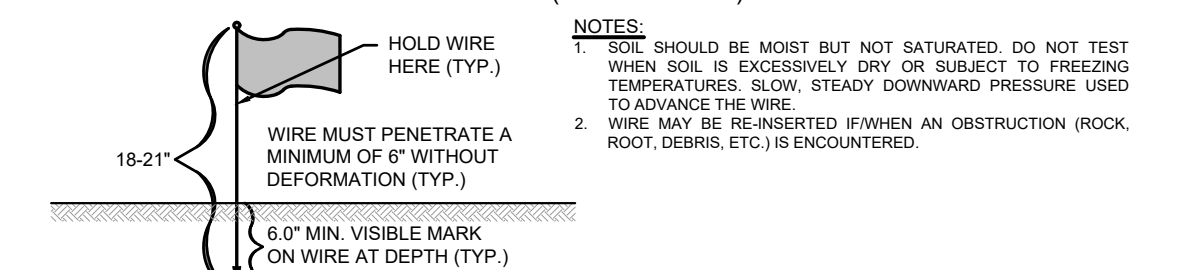 HOLD WIRE
HERE (TYP.)
WIRE MUST PENETRATE A
MINIMUM OF 6" WITHOUT
DEFORMATION (TYP.)
18-21"
6.0" MIN. VISIBLE MARK
ON WIRE AT DEPTH (TYP.)
NOTES:
1. SOIL SHOULD BE MOIST BUT NOT SATURATED. DO NOT TEST
WHEN SOIL IS EXCESSIVELY DRY OR SUBJECT TO FREEZING
TEMPERATURES. SLOW, STEADY DOWNWARD PRESSURE USED
TO ADVANCE THE WIRE.
2. WIRE MAY BE RE-INSERTED IF/WHEN AN OBSTRUCTION (ROCK,
ROOT, DEBRIS, ETC.) IS ENCOUNTERED.